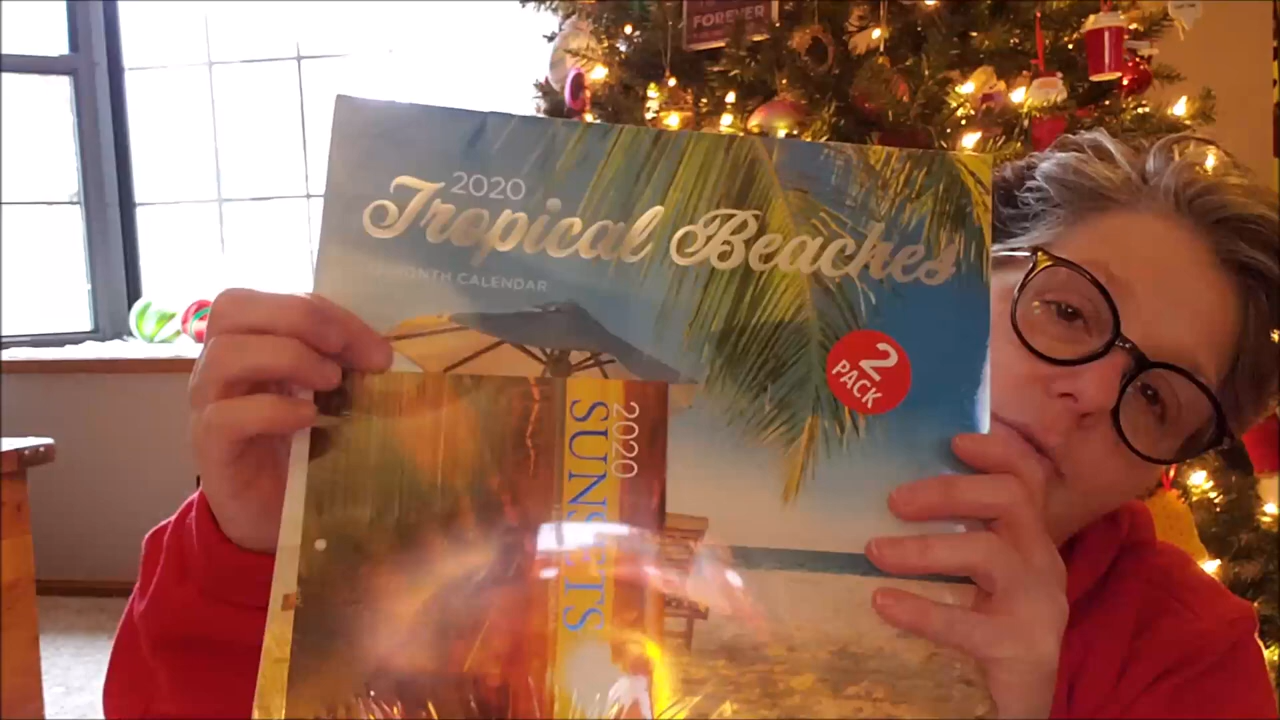 FOREVER
2020
Tropical Beaches
MONTH CALENDAR
2
PACK
2020
SUNSETS